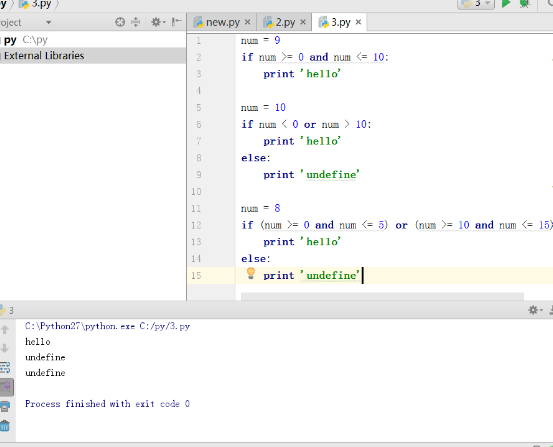 3.py
3
roject
new.py
2.py
3.py
py C:\py
External Libraries
1 num = 9
2 if num >= 0 and num <= 10:
3 print 'hello'
4
5 num = 10
6 if num < 0 or num > 10:
7 print 'hello'
8 else:
9 print 'undefine'
10
11 num = 8
12 if (num >= 0 and num <= 5) or (num >= 10 and num <= 15)
13 print 'hello'
14 else:
15 print 'undefine'
3
C:\Python27\python.exe C:/py/3.py
hello
undefine
undefine
Process finished with exit code 0